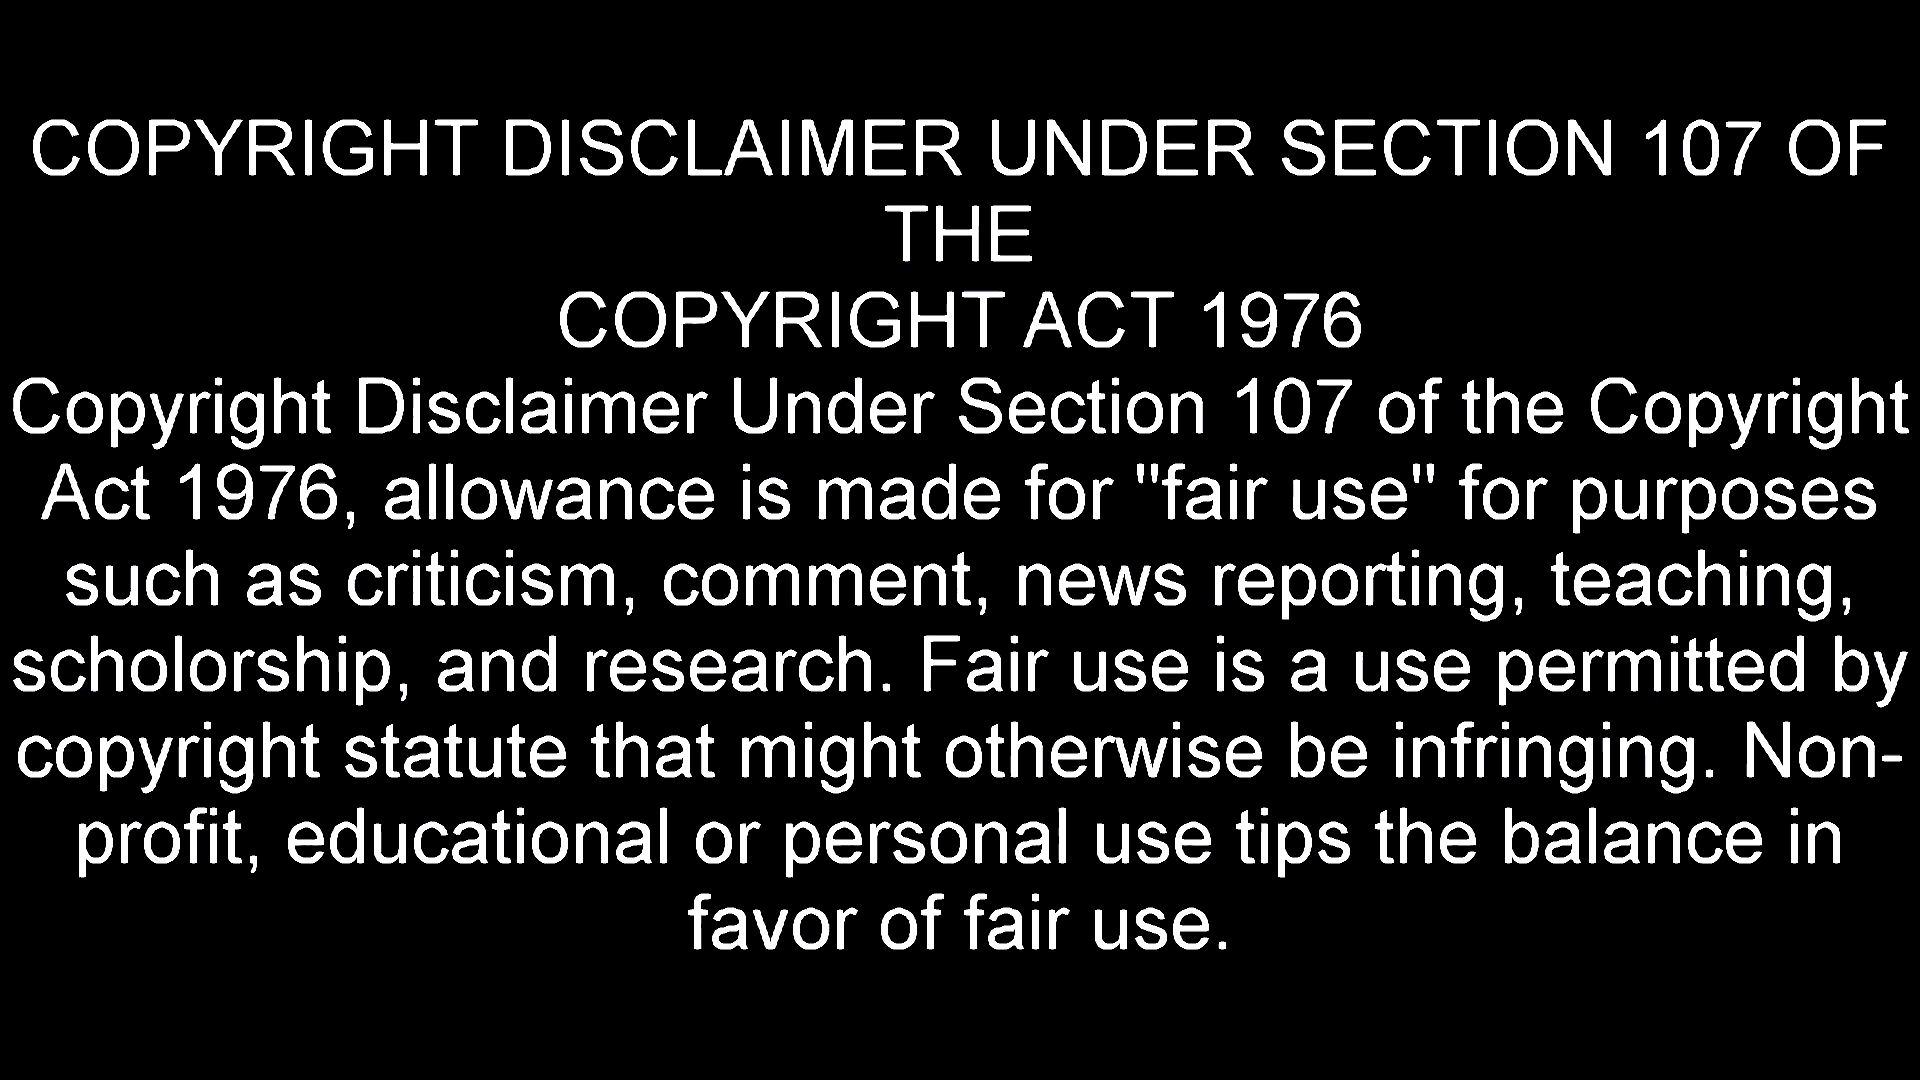 COPYRIGHT DISCLAIMER UNDER SECTION 107 OF
THE
COPYRIGHT ACT 1976
Copyright Disclaimer Under Section 107 of the Copyright
Act 1976, allowance is made for "fair use" for purposes
such as criticism, comment, news reporting, teaching,
scholorship, and research. Fair use is a use permitted by
copyright statute that might otherwise be infringing. Non-
profit, educational or personal use tips the balance in
favor of fair use.